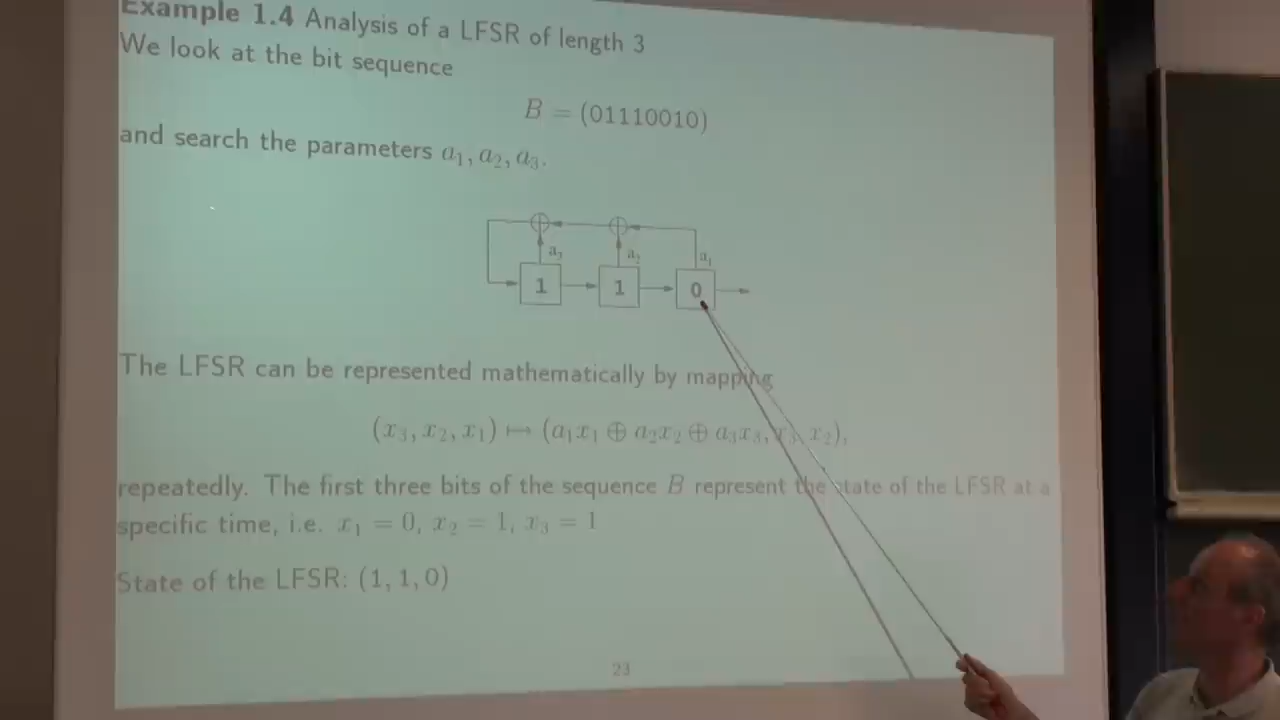 Example 1.4 Analysis of a LFSR of length 3
We look at the bit sequence
B = (01110010)
and search the parameters a₁, a₂, a₃.
a₃ a₂ a₁
1 1 0
The LFSR can be represented mathematically by mapping
(x₃, x₂, x₁) ↦ (a₁x₁ ⊕ a₂x₂ ⊕ a₃x₃, x₃, x₂),
repeatedly. The first three bits of the sequence B represent the state of the LFSR at a
specific time, i.e. x₁ = 0, x₂ = 1, x₃ = 1
State of the LFSR: (1, 1, 0)
23